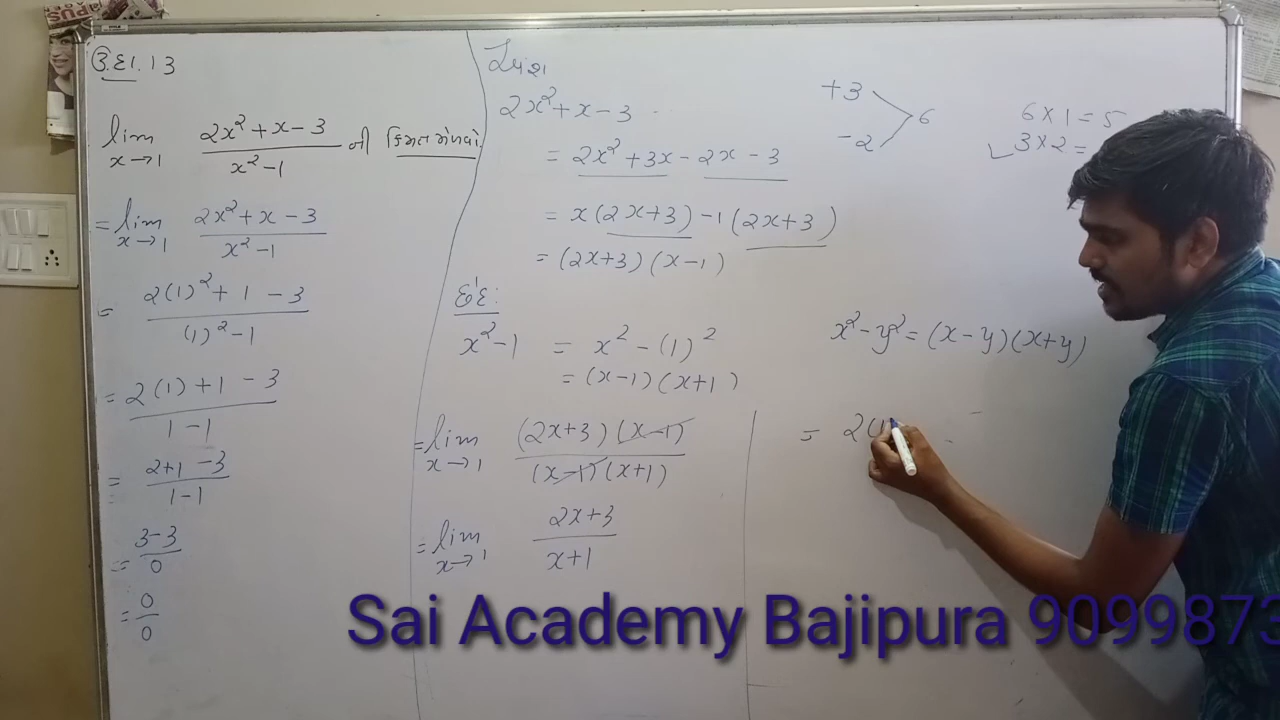 ઉદા.13
lim x→1 2x²+x-3 / x²-1 ની કિંમત મેળવો
= lim x→1 2x²+x-3 / x²-1
= 2(1)²+1-3 / (1)²-1
= 2(1)+1-3 / 1-1
= 2+1-3 / 1-1
= 3-3 / 0
= 0 / 0
અંશ
2x²+x-3
= 2x²+3x-2x-3
= x(2x+3)-1(2x+3)
= (2x+3)(x-1)
છેદ:
x²-1 = x²-(1)²
= (x-1)(x+1)
= lim x→1 (2x+3)(x-1) / (x-1)(x+1)
= lim x→1 2x+3 / x+1
+3
-2
6
6×1=5
✓3×2=
x²-y²=(x-y)(x+y)
= 2(1
Sai Academy Bajipura 9099873